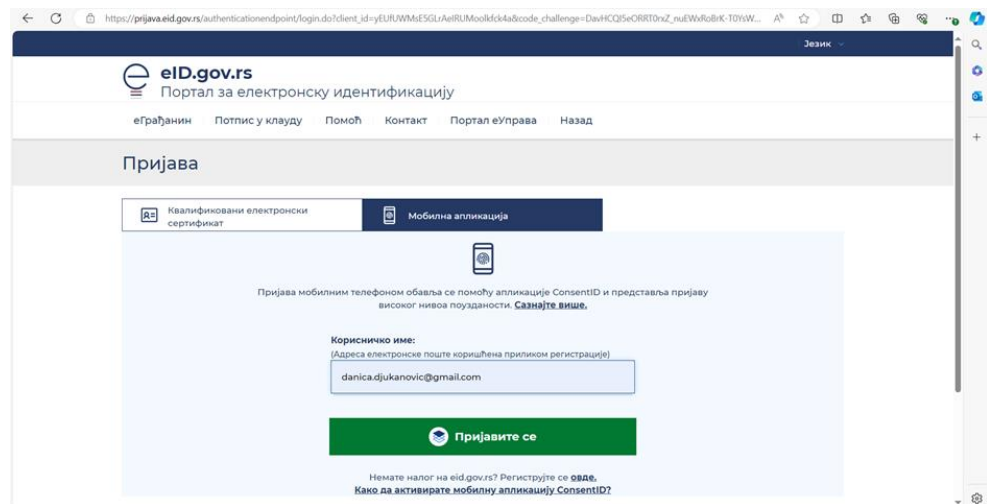 https://prijava.eid.gov.rs/authenticationendpoint/login.do?client_id=yEUfUWMsE5GLrAeIRUMoolkfck4a&code_challenge=DavHCQI5eORRT0rxZ_nuEWxRoBrK-T0YsW...
Језик
eID.gov.rs
Портал за електронску идентификацију
еГрађанин Потпис у клауду Помоћ Контакт Портал еУправа Назад
Пријава
Квалификовани електронски
сертификат
Мобилна апликација
Пријава мобилним телефоном обавља се помоћу апликације ConsentID и представља пријаву
високог нивоа поузданости. Сазнајте више.
Корисничко име:
(Адреса електронске поште коришћена приликом регистрације)
danica.djukanovic@gmail.com
Пријавите се
Немате налог на eid.gov.rs? Региструјте се овде.
Како да активирате мобилну апликацију ConsentID?